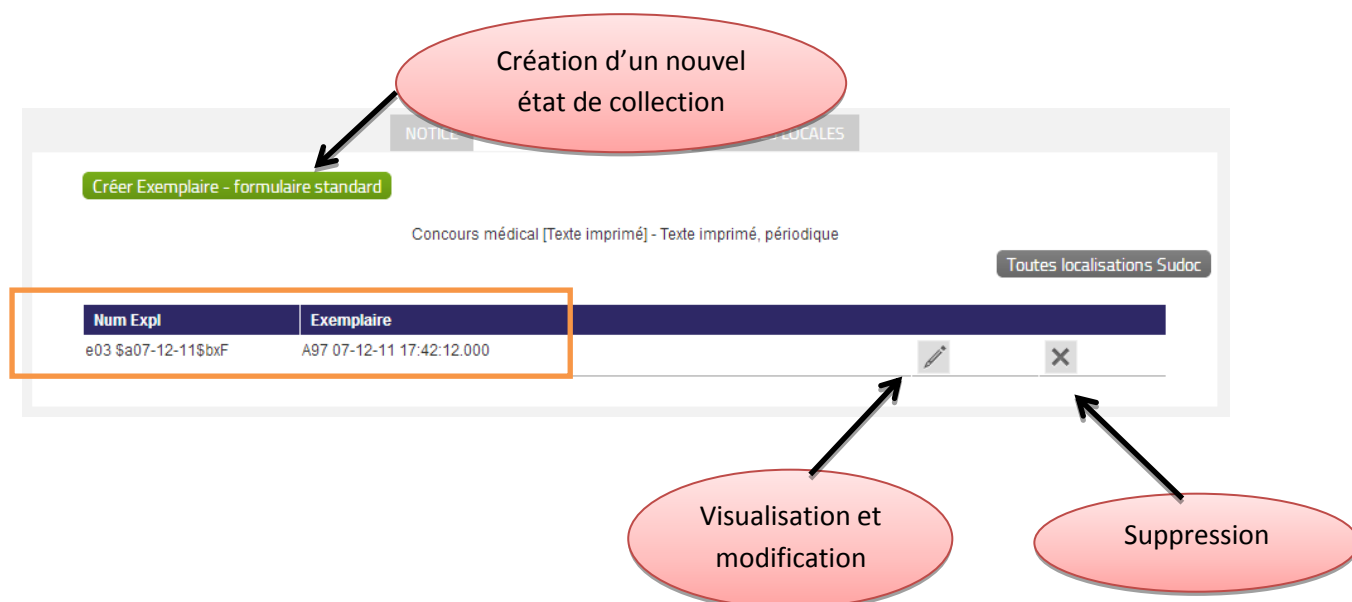 Création d’un nouvel
état de collection
NOTICE
LOCALES
Créer Exemplaire - formulaire standard
Concours médical [Texte imprimé] - Texte imprimé, périodique
Toutes localisations Sudoc
Num Expl Exemplaire
e03 $a07-12-11$bxF A97 07-12-11 17:42:12.000
Visualisation et
modification
Suppression